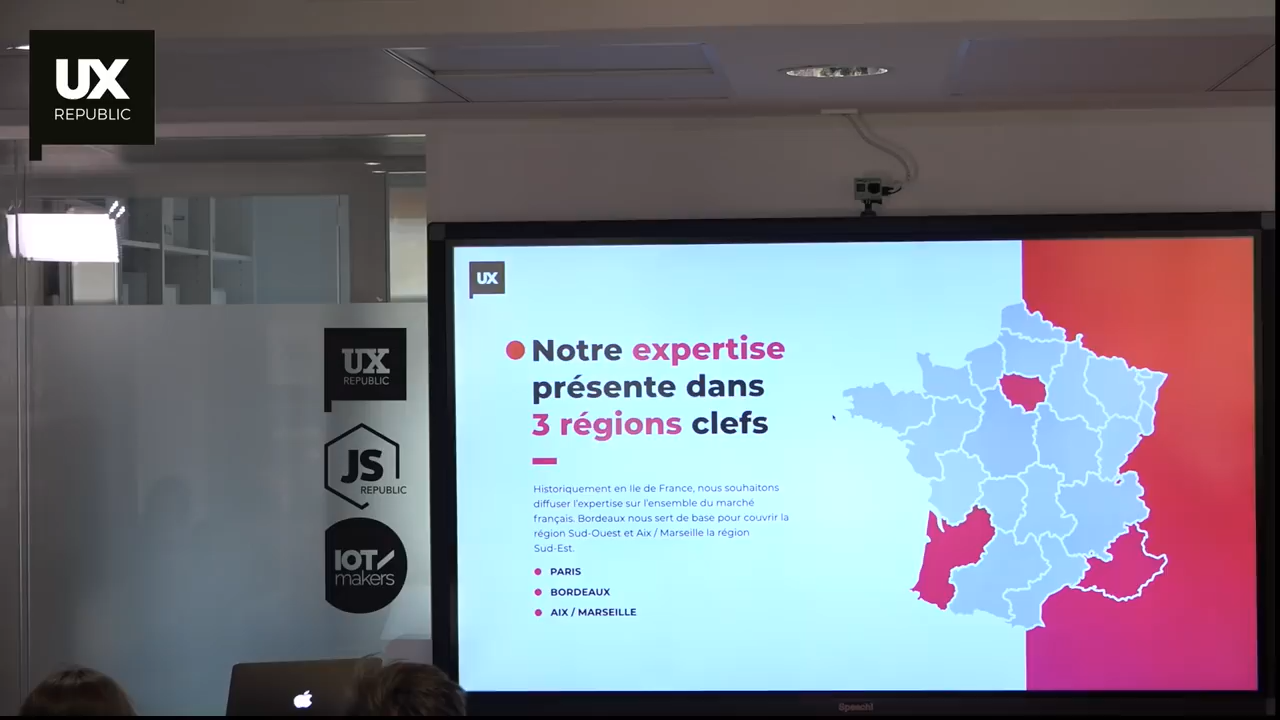 UX
REPUBLIC
UX
REPUBLIC
JS
REPUBLIC
IOT/
makers
UX
Notre expertise
présente dans
3 régions clefs
Historiquement en Ile de France, nous souhaitons
diffuser l'expertise sur l'ensemble du marché
français. Bordeaux nous sert de base pour couvrir la
région Sud-Ouest et Aix / Marseille la région
Sud-Est.
PARIS
BORDEAUX
AIX / MARSEILLE
Speechi